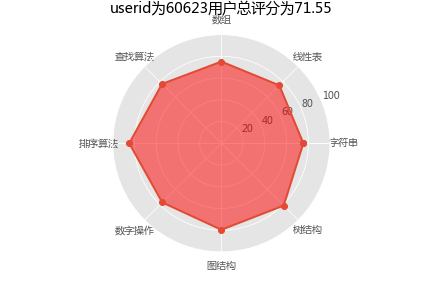 userid为60623用户总评分为71.55
数组
查找算法
线性表
100
80
60
40
20
排序算法
字符串
数字操作
树结构
图结构